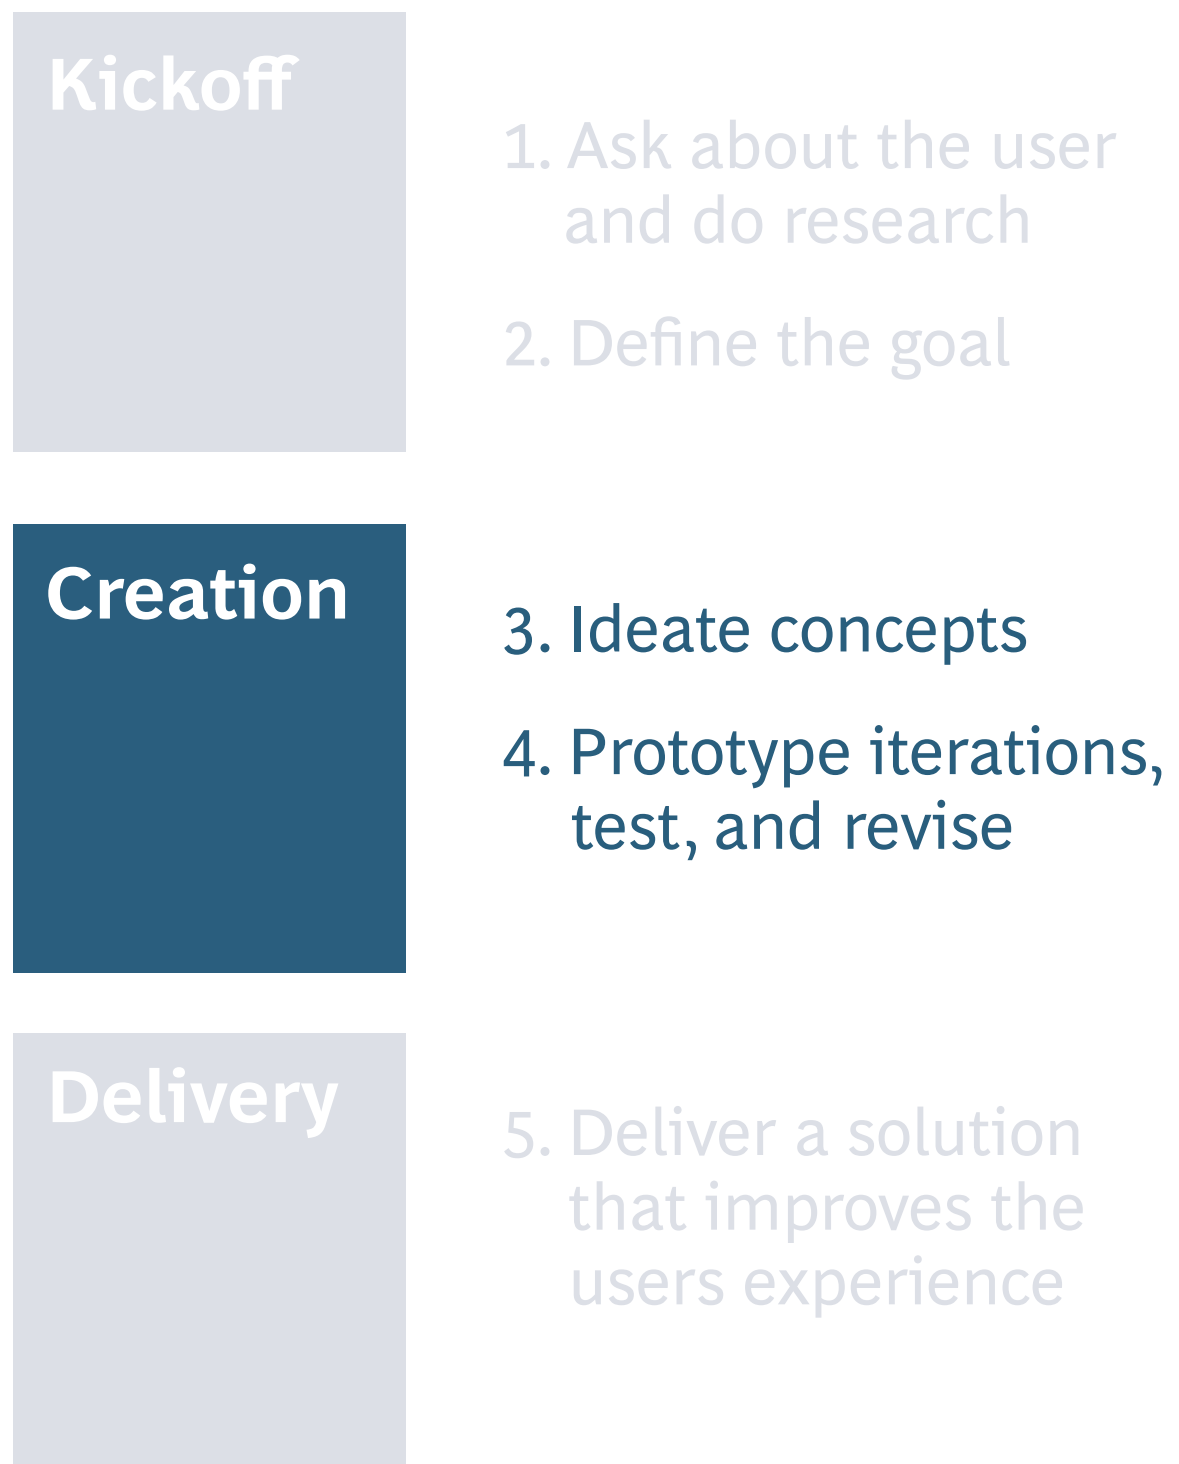 Kickoff
1. Ask about the user
and do research
2. Define the goal
Creation
3. Ideate concepts
4. Prototype iterations,
test, and revise
Delivery
5. Deliver a solution
that improves the
users experience